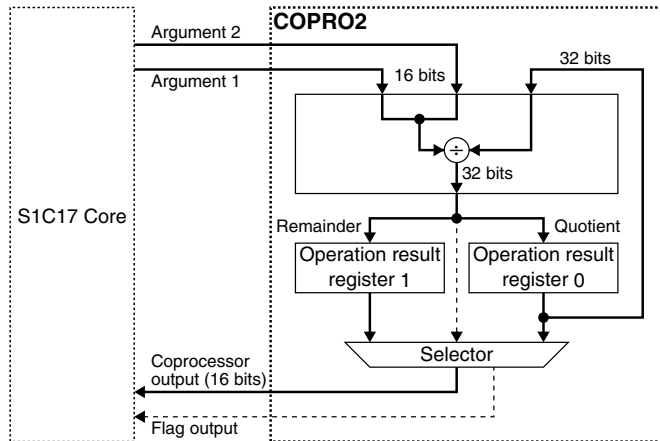 COPRO2
Argument 2
Argument 1
16 bits
32 bits
÷
32 bits
S1C17 Core
Remainder
Quotient
Operation result
register 1
Operation result
register 0
Selector
Coprocessor
output (16 bits)
Flag output